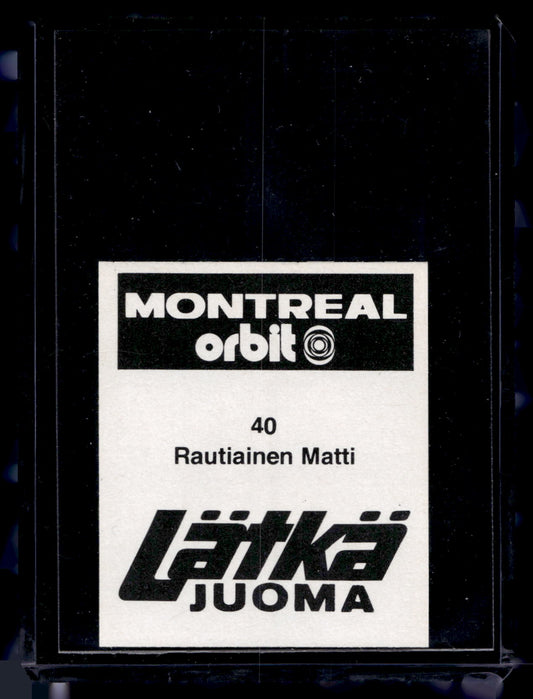 MONTREAL
orbit
40
Rautiainen Matti
Lätkä
JUOMA